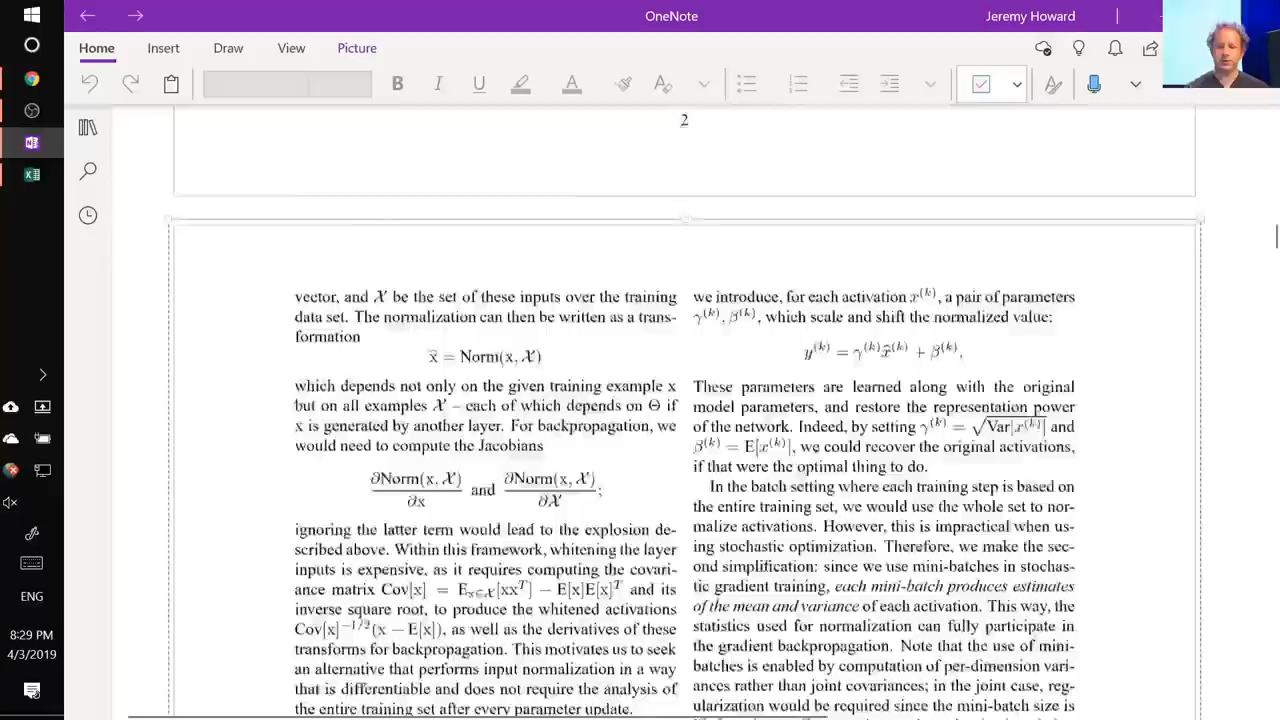 OneNote
Jeremy Howard
Home Insert Draw View Picture
B I U A A
2
vector, and 𝒳 be the set of these inputs over the training
data set. The normalization can then be written as a trans-
formation
x̂ = Norm(x, 𝒳)
which depends not only on the given training example x
but on all examples 𝒳 – each of which depends on Θ if
x is generated by another layer. For backpropagation, we
would need to compute the Jacobians
∂Norm(x, 𝒳)/∂x and ∂Norm(x, 𝒳)/∂𝒳;
ignoring the latter term would lead to the explosion de-
scribed above. Within this framework, whitening the layer
inputs is expensive, as it requires computing the covari-
ance matrix Cov[x] = E_{x∈𝒳}[xx^T] − E[x]E[x]^T and its
inverse square root, to produce the whitened activations
Cov[x]^{−1/2}(x − E[x]), as well as the derivatives of these
transforms for backpropagation. This motivates us to seek
an alternative that performs input normalization in a way
that is differentiable and does not require the analysis of
the entire training set after every parameter update.
we introduce, for each activation x^{(k)}, a pair of parameters
γ^{(k)}, β^{(k)}, which scale and shift the normalized value:
y^{(k)} = γ^{(k)}x̂^{(k)} + β^{(k)}.
These parameters are learned along with the original
model parameters, and restore the representation power
of the network. Indeed, by setting γ^{(k)} = √Var[x^{(k)}] and
β^{(k)} = E[x^{(k)}], we could recover the original activations,
if that were the optimal thing to do.
In the batch setting where each training step is based on
the entire training set, we would use the whole set to nor-
malize activations. However, this is impractical when us-
ing stochastic optimization. Therefore, we make the sec-
ond simplification: since we use mini-batches in stochas-
tic gradient training, each mini-batch produces estimates
of the mean and variance of each activation. This way, the
statistics used for normalization can fully participate in
the gradient backpropagation. Note that the use of mini-
batches is enabled by computation of per-dimension vari-
ances rather than joint covariances; in the joint case, reg-
ularization would be required since the mini-batch size is
ENG
8:29 PM
4/3/2019